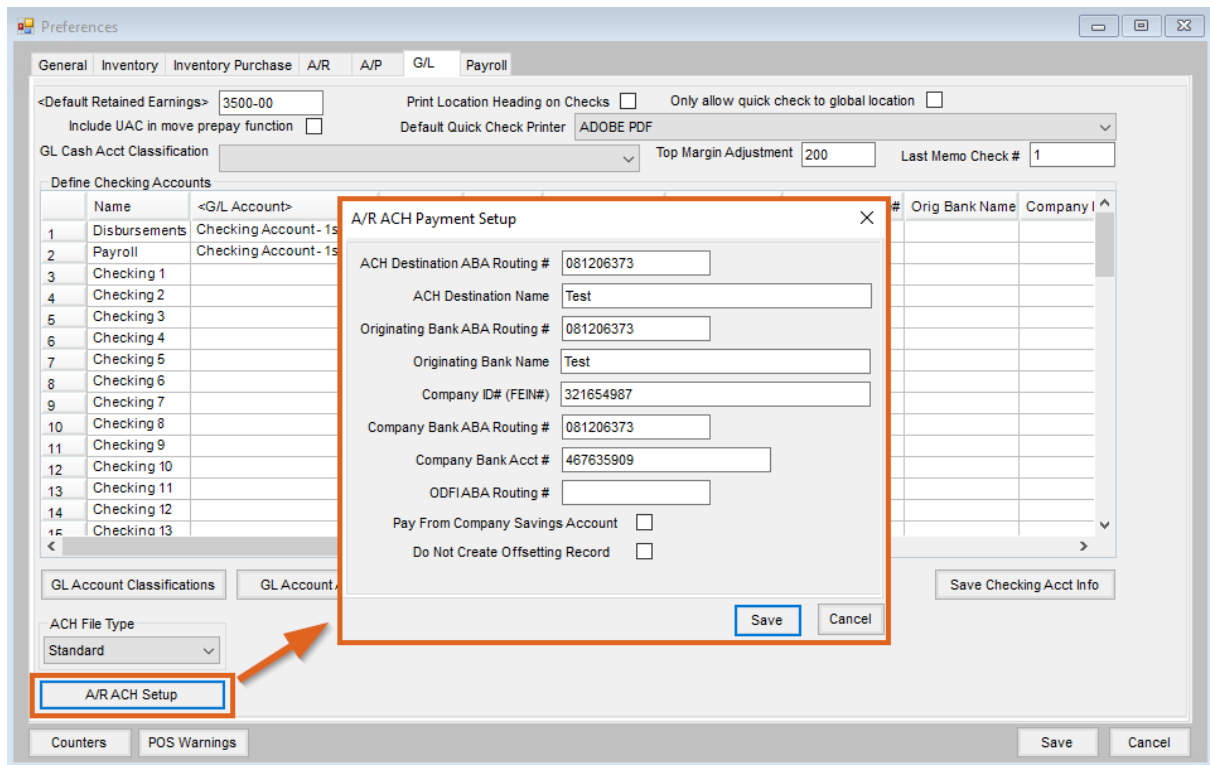 Preferences
General Inventory Inventory Purchase A/R A/P G/L Payroll
<Default Retained Earnings> 3500-00 Print Location Heading on Checks Only allow quick check to global location
Include UAC in move prepay function Default Quick Check Printer ADOBE PDF
GL Cash Acct Classification Top Margin Adjustment 200 Last Memo Check # 1
Define Checking Accounts
Name <G/L Account> # Orig Bank Name Company I
1 Disbursements Checking Account - 1s
2 Payroll Checking Account - 1s
3 Checking 1
4 Checking 2
5 Checking 3
6 Checking 4
7 Checking 5
8 Checking 6
9 Checking 7
10 Checking 8
11 Checking 9
12 Checking 10
13 Checking 11
14 Checking 12
15 Checking 13
A/R ACH Payment Setup
ACH Destination ABA Routing # 081206373
ACH Destination Name Test
Originating Bank ABA Routing # 081206373
Originating Bank Name Test
Company ID# (FEIN#) 321654987
Company Bank ABA Routing # 081206373
Company Bank Acct # 467635909
ODFI ABA Routing #
Pay From Company Savings Account
Do Not Create Offsetting Record
Save Cancel
GL Account Classifications GL Account Save Checking Acct Info
ACH File Type
Standard
A/R ACH Setup
Counters POS Warnings Save Cancel